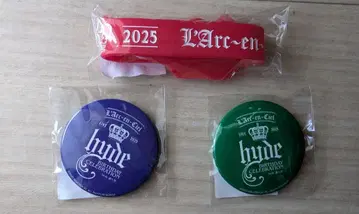 2025 L'Arc~en~
L'Arc~en~Ciel
hyde
BIRTHDAY
CELEBRATION
L'Arc~en~Ciel
hyde
BIRTHDAY
CELEBRATION